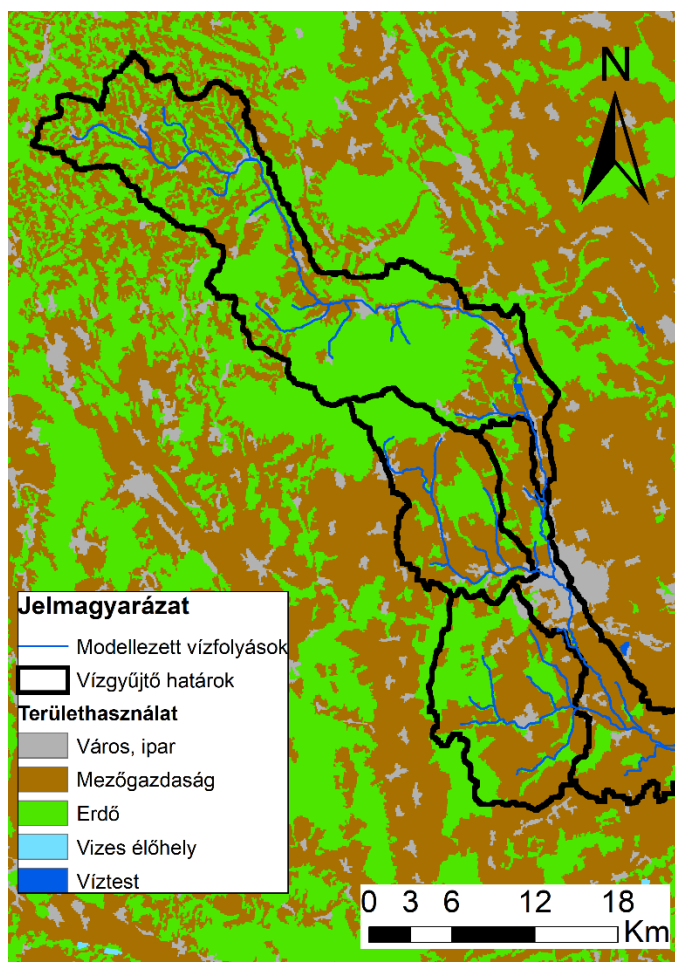 N
Jelmagyarázat
Modellezett vízfolyások
Vízgyűjtő határok
Területhasználat
Város, ipar
Mezőgazdaság
Erdő
Vizes élőhely
Víztest
0 3 6 12 18
Km